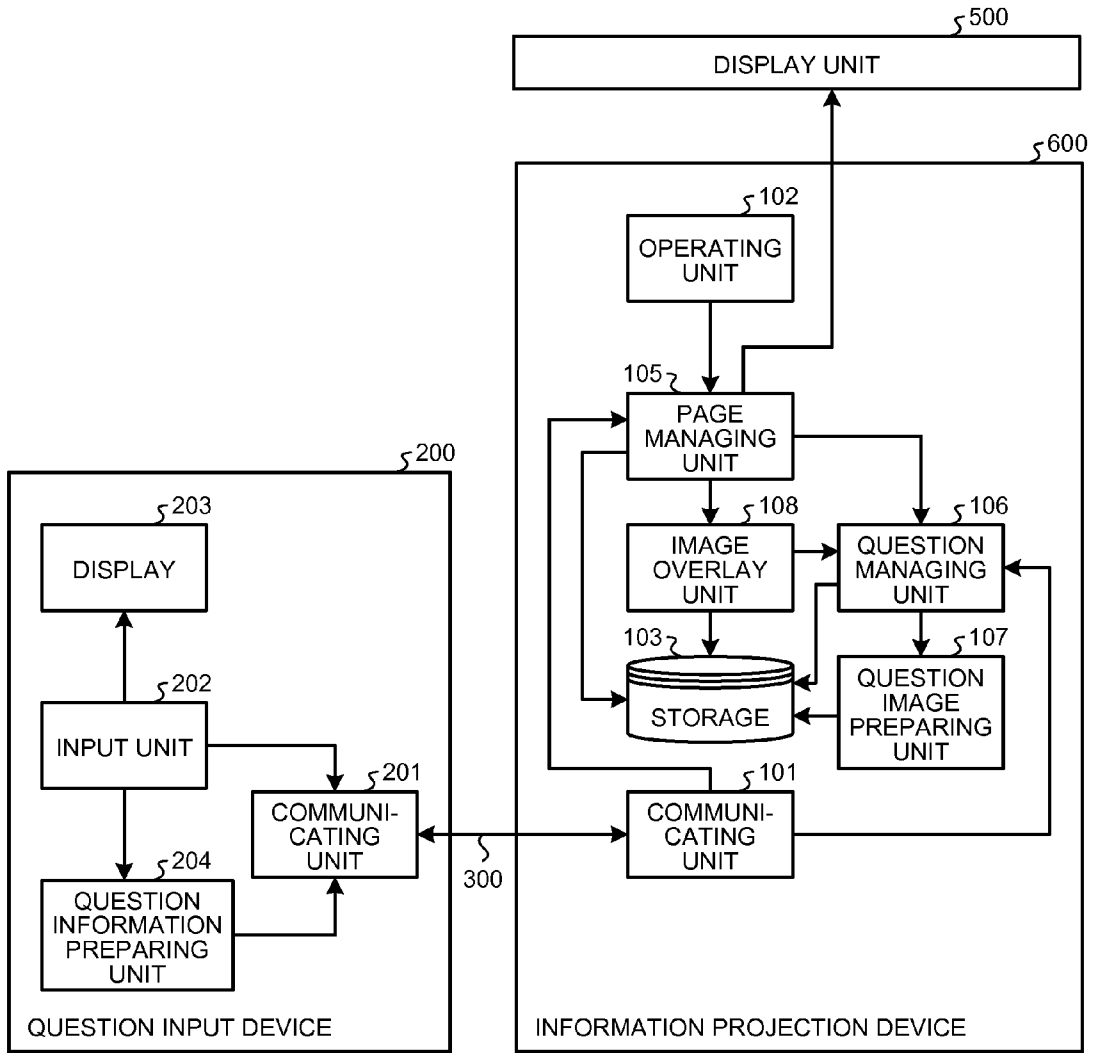 500
DISPLAY UNIT
600
102
OPERATING
UNIT
105
PAGE
MANAGING
UNIT
200
203
DISPLAY
108
IMAGE
OVERLAY
UNIT
106
QUESTION
MANAGING
UNIT
103
STORAGE
107
QUESTION
IMAGE
PREPARING
UNIT
202
INPUT UNIT
201
COMMUNI-
CATING
UNIT
300
101
COMMUNI-
CATING
UNIT
204
QUESTION
INFORMATION
PREPARING
UNIT
QUESTION INPUT DEVICE
INFORMATION PROJECTION DEVICE